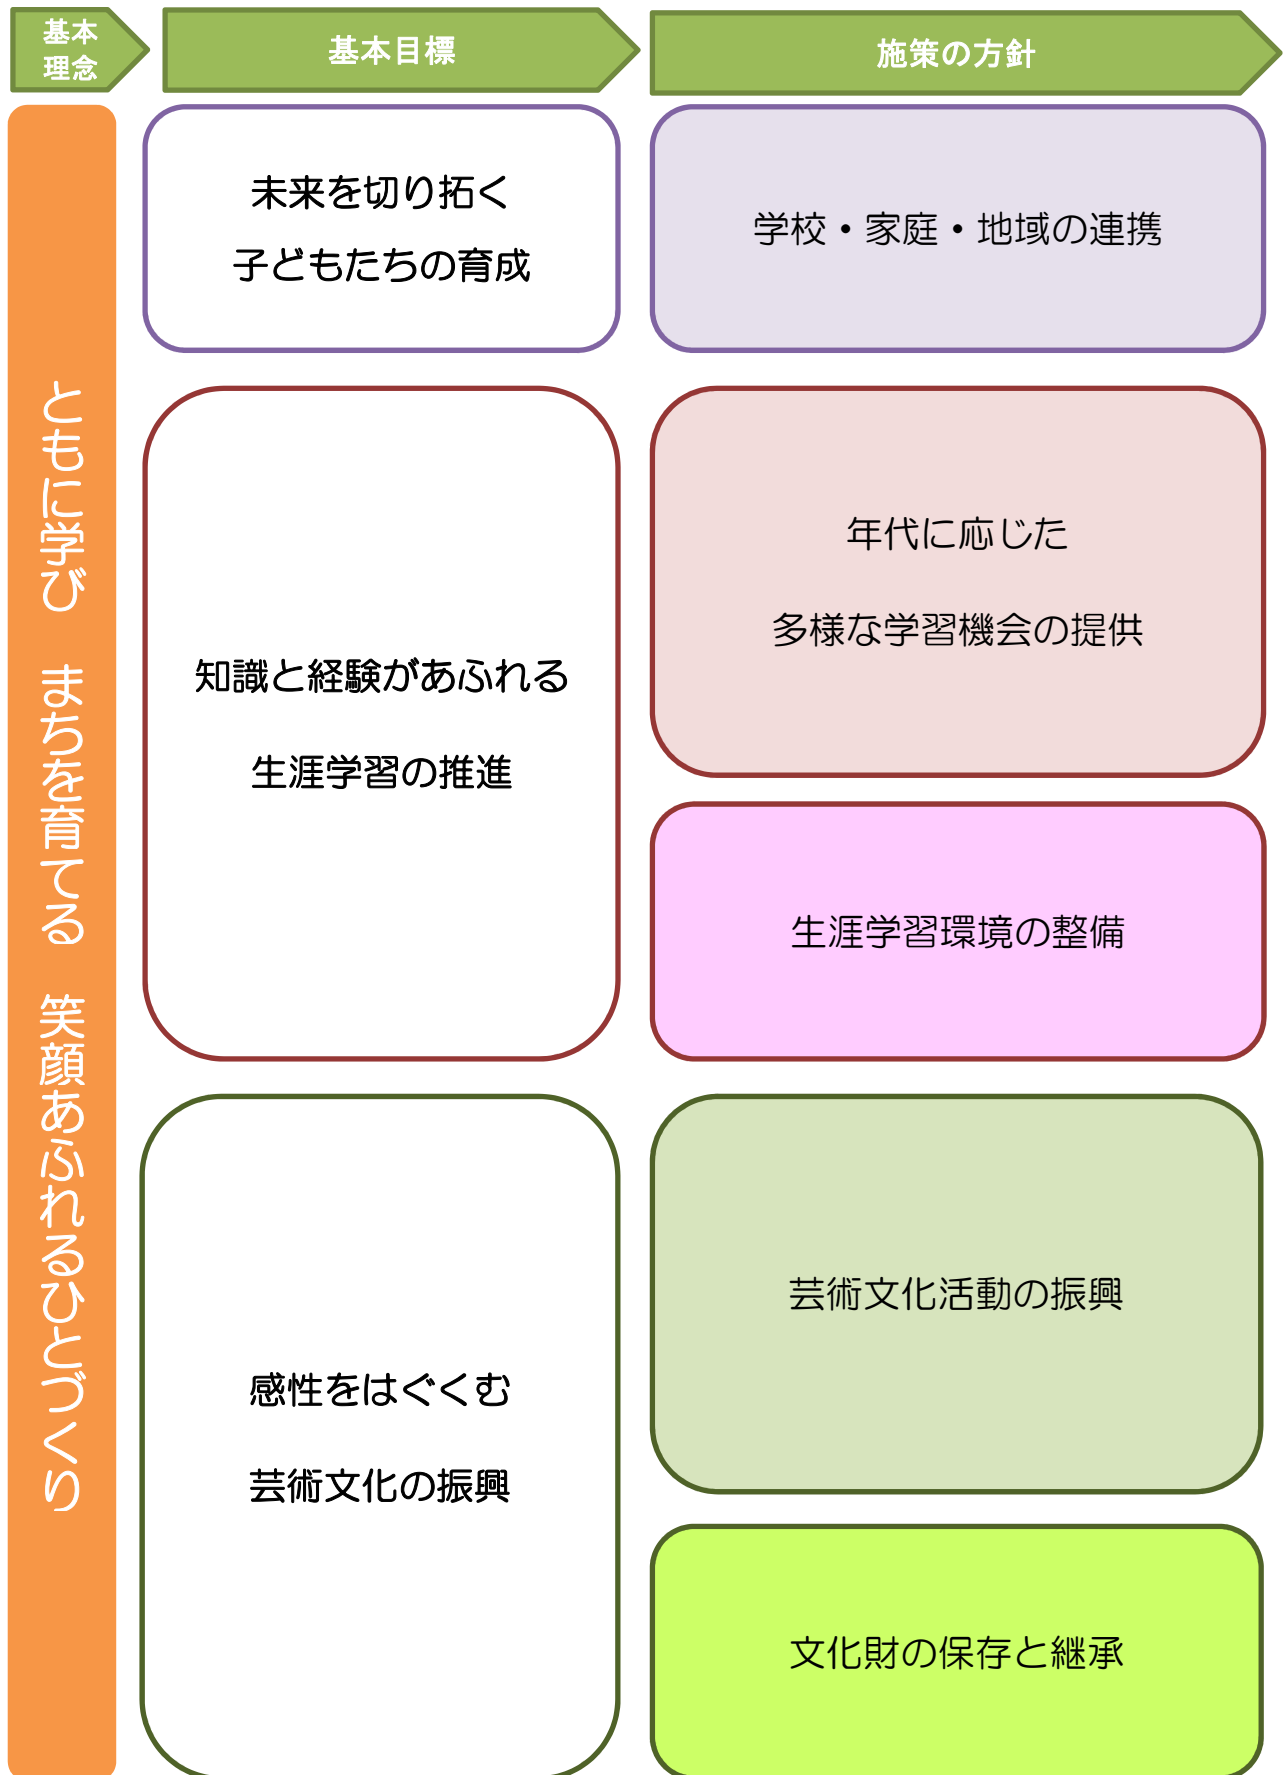 基本
理念
基本目標
施策の方針
ともに学び　まちを育てる　笑顔あふれるひとづくり
未来を切り拓く
子どもたちの育成
学校・家庭・地域の連携
知識と経験があふれる
生涯学習の推進
年代に応じた
多様な学習機会の提供
生涯学習環境の整備
感性をはぐくむ
芸術文化の振興
芸術文化活動の振興
文化財の保存と継承